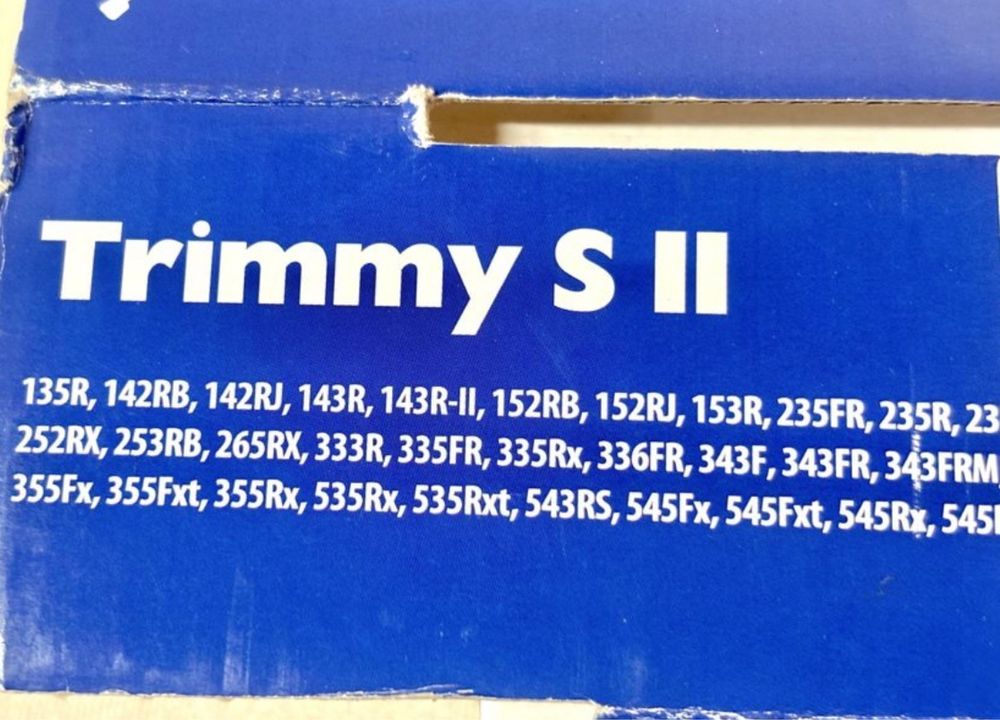 Trimmy S II
135R, 142RB, 142RJ, 143R, 143R-II, 152RB, 152RJ, 153R, 235FR, 235R,
252RX, 253RB, 265RX, 333R, 335FR, 335Rx, 336FR, 343F, 343FR, 343FRM
355Fx, 355Fxt, 355Rx, 535Rx, 535Rxt, 543RS, 545Fx, 545Fxt, 545Rx,